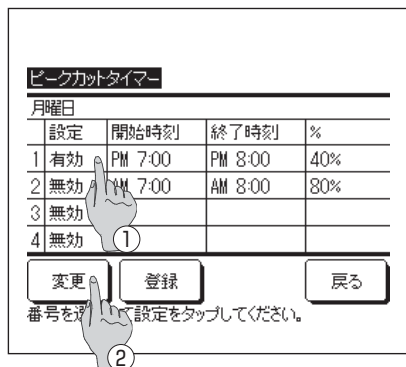 ピークカットタイマー
月曜日
設定 開始時刻 終了時刻 %
1 有効 PM 7:00 PM 8:00 40%
2 無効 AM 7:00 AM 8:00 80%
3 無効
4 無効
①
変更 登録 戻る
番号を選 て設定をタップしてください。
②